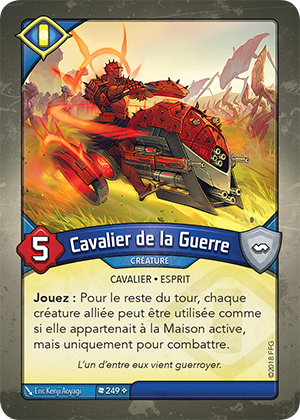 Cavalier de la Guerre
CRÉATURE
5
CAVALIER • ESPRIT
Jouez : Pour le reste du tour, chaque
créature alliée peut être utilisée comme
si elle appartenait à la Maison active,
mais uniquement pour combattre.
L'un d'entre eux vient guerroyer.
©2018 FFG
Eric Kenji Aoyagi
249